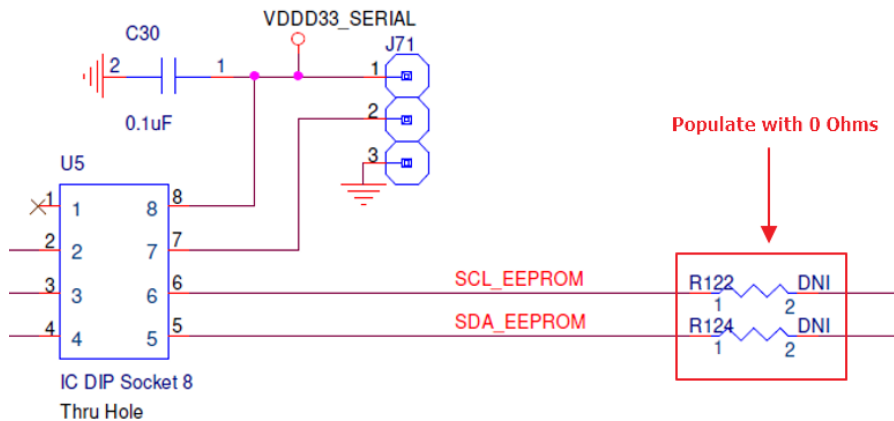 VDDD33_SERIAL
C30
J71
2
1
1
0.1uF
2
Populate with 0 Ohms
3
U5
1
1
8
8
2
2
7
7
3
3
6
6
SCL_EEPROM
R122
DNI
1
2
4
4
5
5
SDA_EEPROM
R124
DNI
1
2
IC DIP Socket 8
Thru Hole